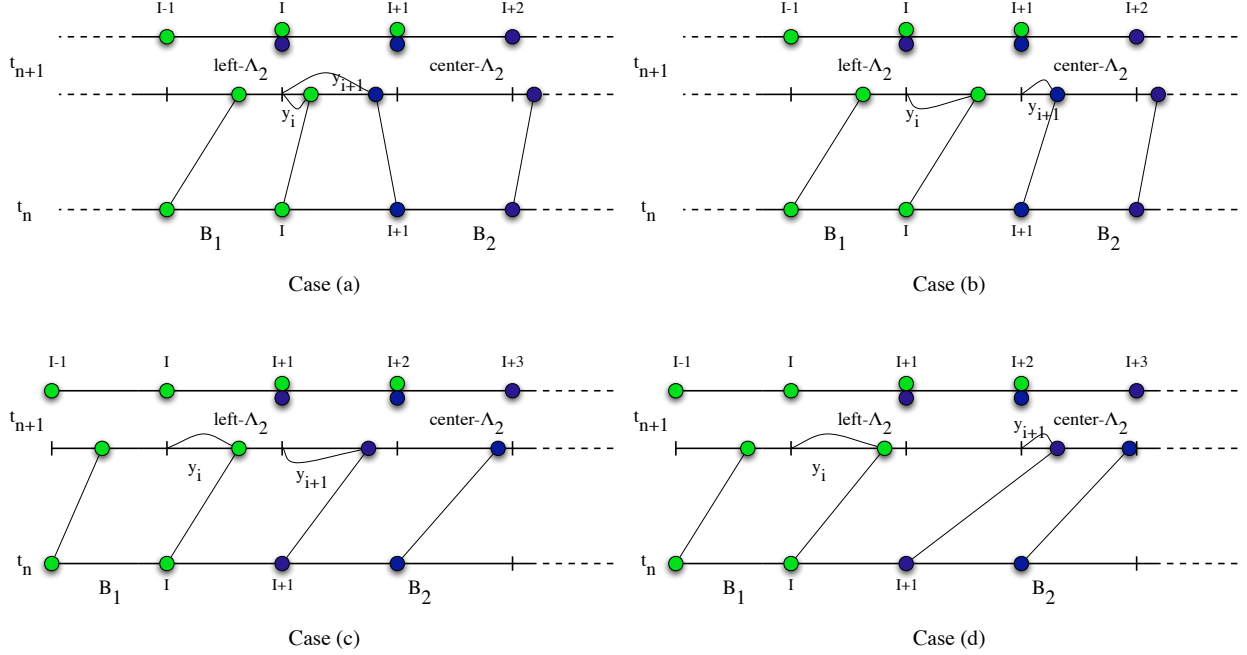 I-1 I I+1 I+2
t_{n+1} left-Λ_2 y_{i+1} center-Λ_2
y_i
t_n
B_1 I I+1 B_2
Case (a)
I-1 I I+1 I+2
t_{n+1} left-Λ_2 center-Λ_2
y_i y_{i+1}
t_n
B_1 I I+1 B_2
Case (b)
I-1 I I+1 I+2 I+3
t_{n+1} left-Λ_2 center-Λ_2
y_i y_{i+1}
t_n
B_1 I I+1 B_2
Case (c)
I-1 I I+1 I+2 I+3
t_{n+1} left-Λ_2 y_{i+1} center-Λ_2
y_i
t_n
B_1 I I+1 B_2
Case (d)